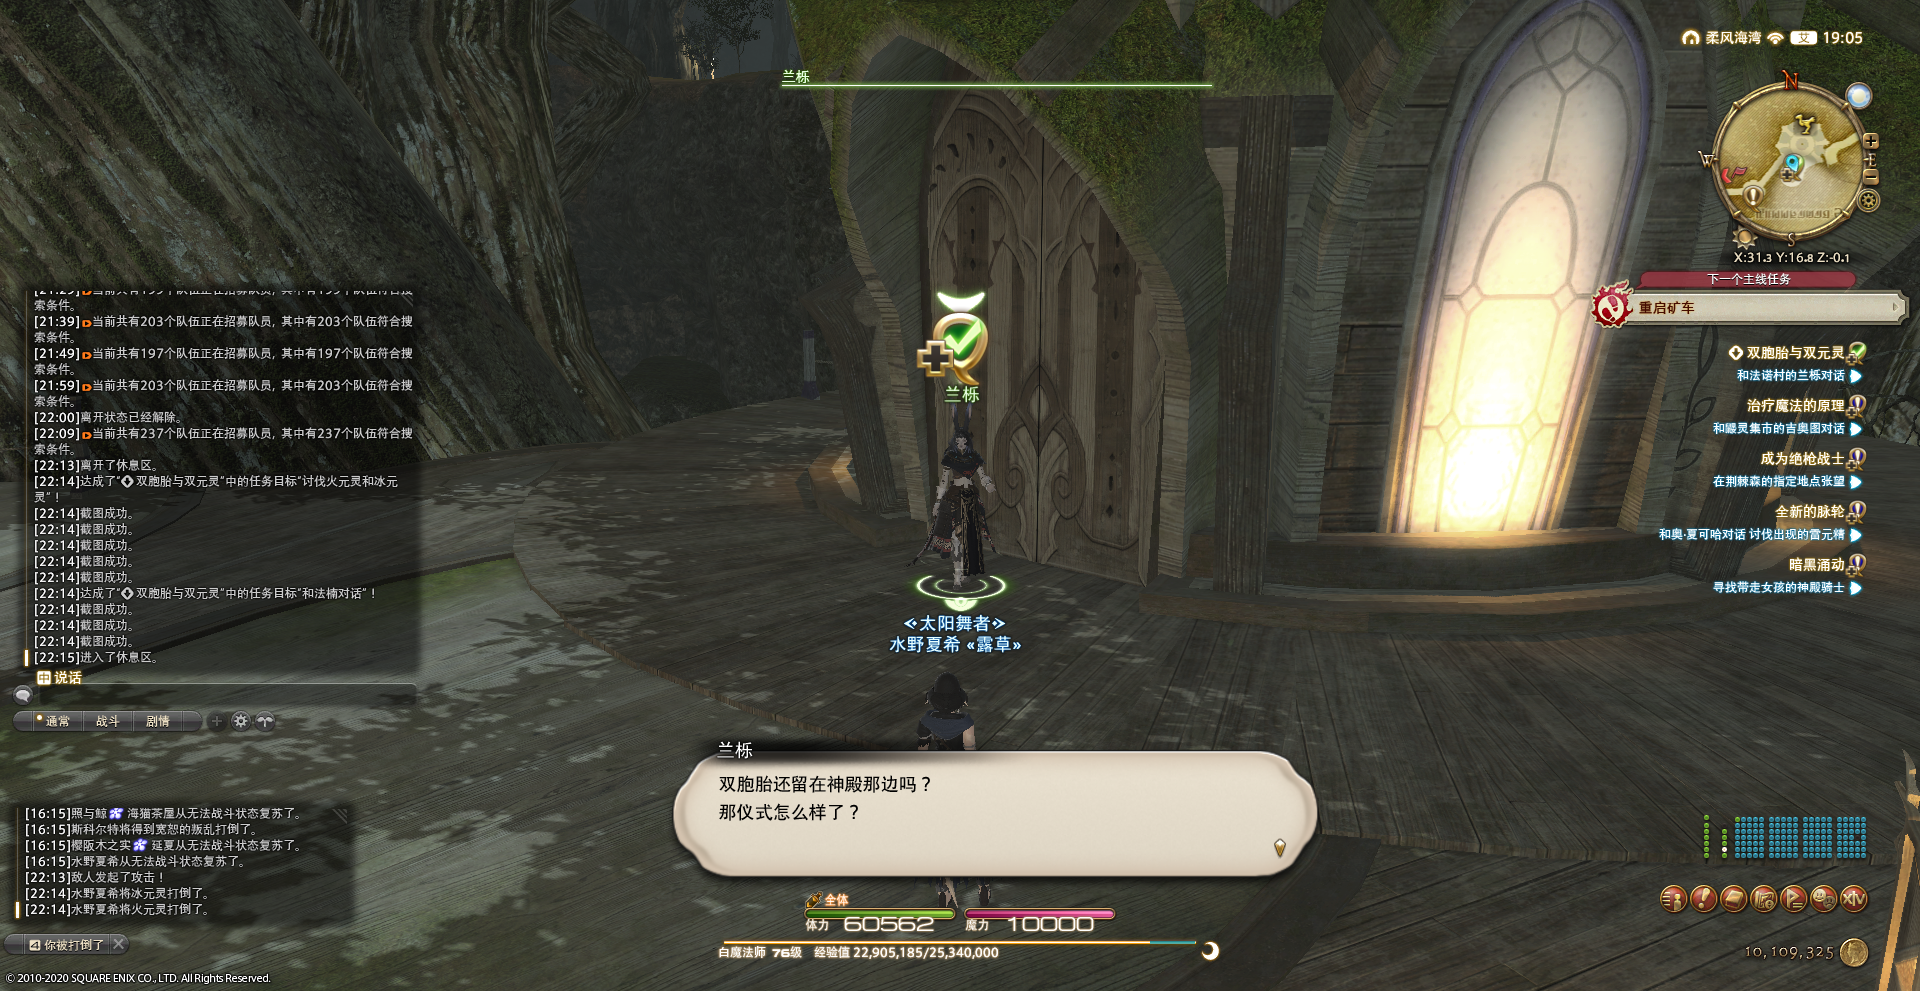 兰栎
柔风海湾 艾 19:05
N
W
E
S
X:31.3 Y:16.8 Z:-0.1
下一个主线任务
重启矿车
双胞胎与双元灵
和法诺村的兰栎对话
治疗魔法的原理
和鼹灵集市的吉奥图对话
成为绝枪战士
在荆棘森的指定地点张望
全新的脉轮
和奥·夏可哈对话 讨伐出现的雷元精
暗黑涌动
寻找带走女孩的神殿骑士
兰栎
太阳舞者
水野夏希 «露草»
索条件。
[21:39]当前共有203个队伍正在招募队员，其中有203个队伍符合搜
索条件。
[21:49]当前共有197个队伍正在招募队员，其中有197个队伍符合搜
索条件。
[21:59]当前共有203个队伍正在招募队员，其中有203个队伍符合搜
索条件。
[22:00]离开状态已经解除。
[22:09]当前共有237个队伍正在招募队员，其中有237个队伍符合搜
索条件。
[22:13]离开了休息区。
[22:14]达成了“双胞胎与双元灵”中的任务目标“讨伐火元灵和冰元
灵”！
[22:14]截图成功。
[22:14]截图成功。
[22:14]截图成功。
[22:14]截图成功。
[22:14]截图成功。
[22:14]达成了“双胞胎与双元灵”中的任务目标“和法楠对话”！
[22:14]截图成功。
[22:14]截图成功。
[22:14]截图成功。
[22:15]进入了休息区。
说话
通常 战斗 剧情
[16:15]照与鲸 海猫茶屋从无法战斗状态复苏了。
[16:15]斯科尔特将得到宽恕的叛乱打倒了。
[16:15]樱阪木之实 延夏从无法战斗状态复苏了。
[16:15]水野夏希从无法战斗状态复苏了。
[22:13]敌人发起了攻击！
[22:14]水野夏希将冰元灵打倒了。
[22:14]水野夏希将火元灵打倒了。
4 你被打倒了
© 2010-2020 SQUARE ENIX CO., LTD. All Rights Reserved.
兰栎
双胞胎还留在神殿那边吗？
那仪式怎么样了？
全体
体力 60562 魔力 10000
白魔法师 76级 经验值 22,905,185/25,340,000
XIV
10,109,325